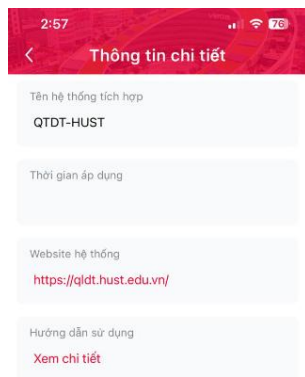 2:57
76
Thông tin chi tiết
Tên hệ thống tích hợp
QTDT-HUST
Thời gian áp dụng
Website hệ thống
https://qldt.hust.edu.vn/
Hướng dẫn sử dụng
Xem chi tiết